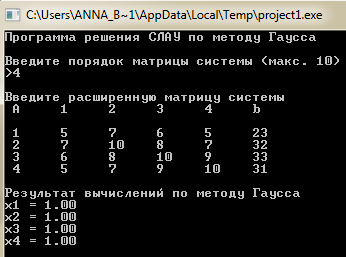 C:\Users\ANNA_B~1\AppData\Local\Temp\project1.exe
Программа решения СЛАУ по методу Гаусса
Введите порядок матрицы системы (макс. 10)
>4
Введите расширенную матрицу системы
A 1 2 3 4 b
1 5 7 6 5 23
2 7 10 8 7 32
3 6 8 10 9 33
4 5 7 9 10 31
Результат вычислений по методу Гаусса
x1 = 1.00
x2 = 1.00
x3 = 1.00
x4 = 1.00